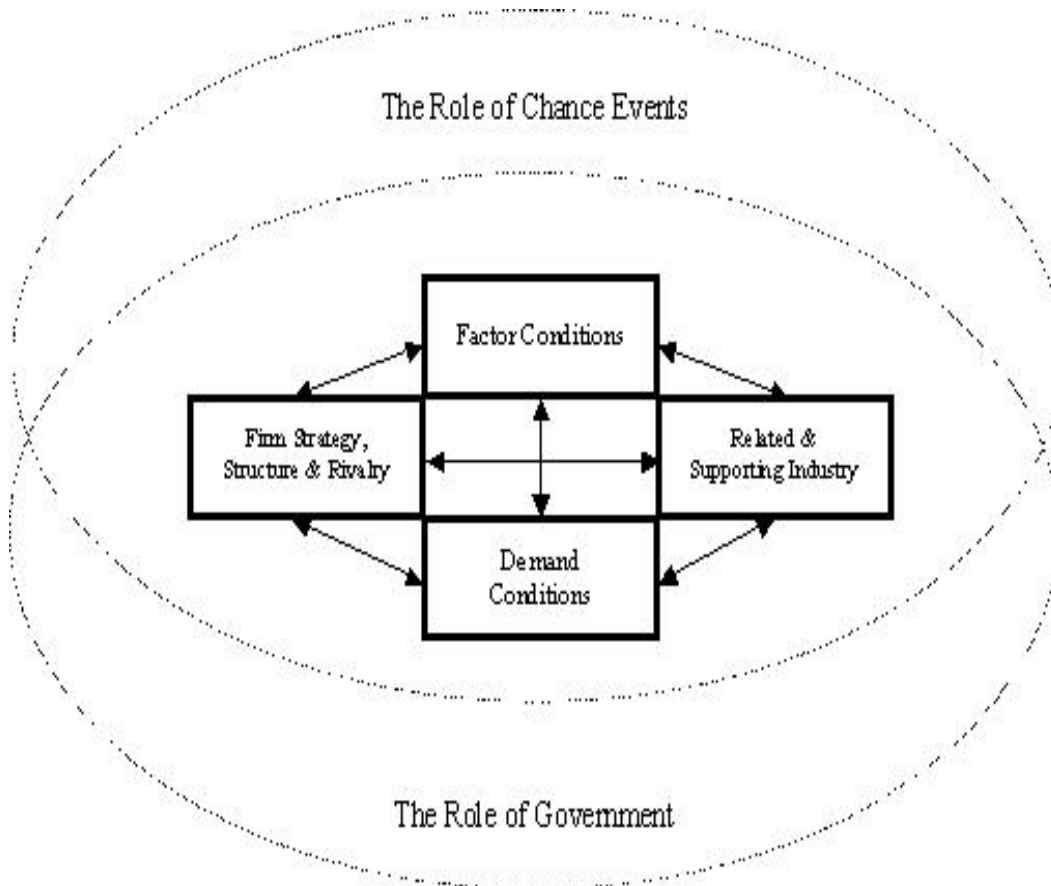 The Role of Chance Events
Factor Conditions
Firm Strategy,
Structure & Rivalry
Related &
Supporting Industry
Demand
Conditions
The Role of Government